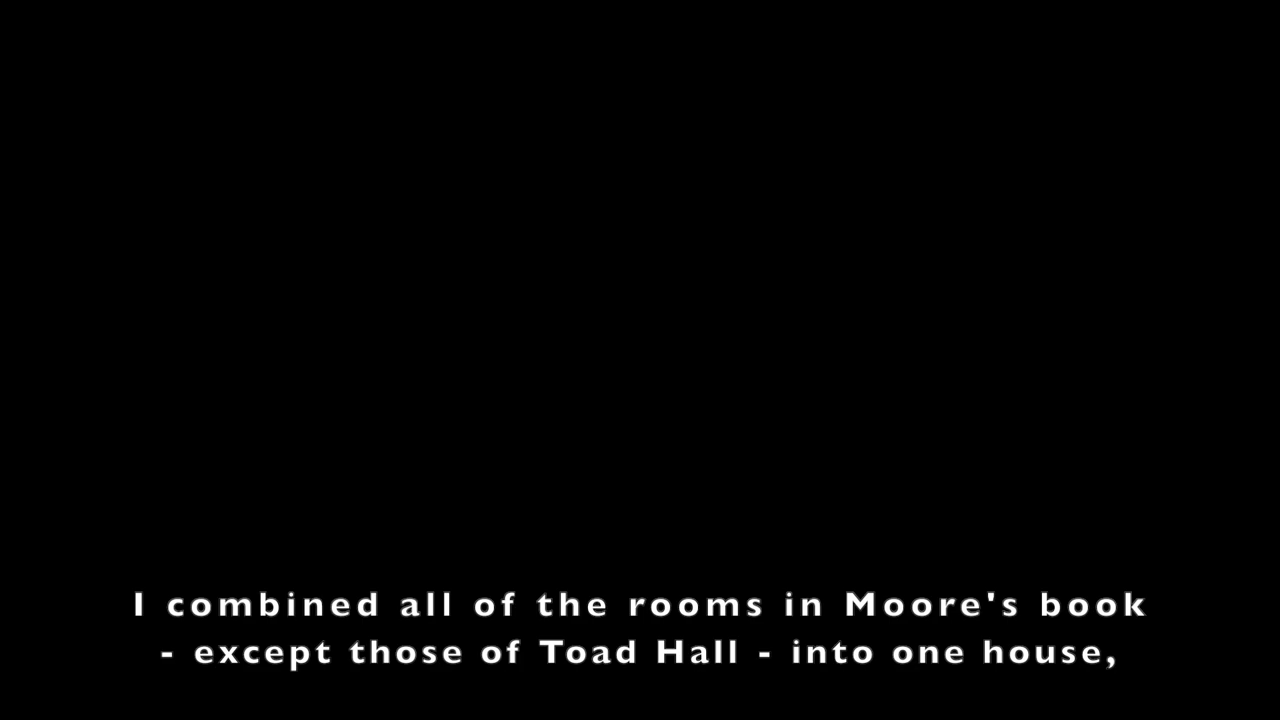 I combined all of the rooms in Moore's book
- except those of Toad Hall - into one house,